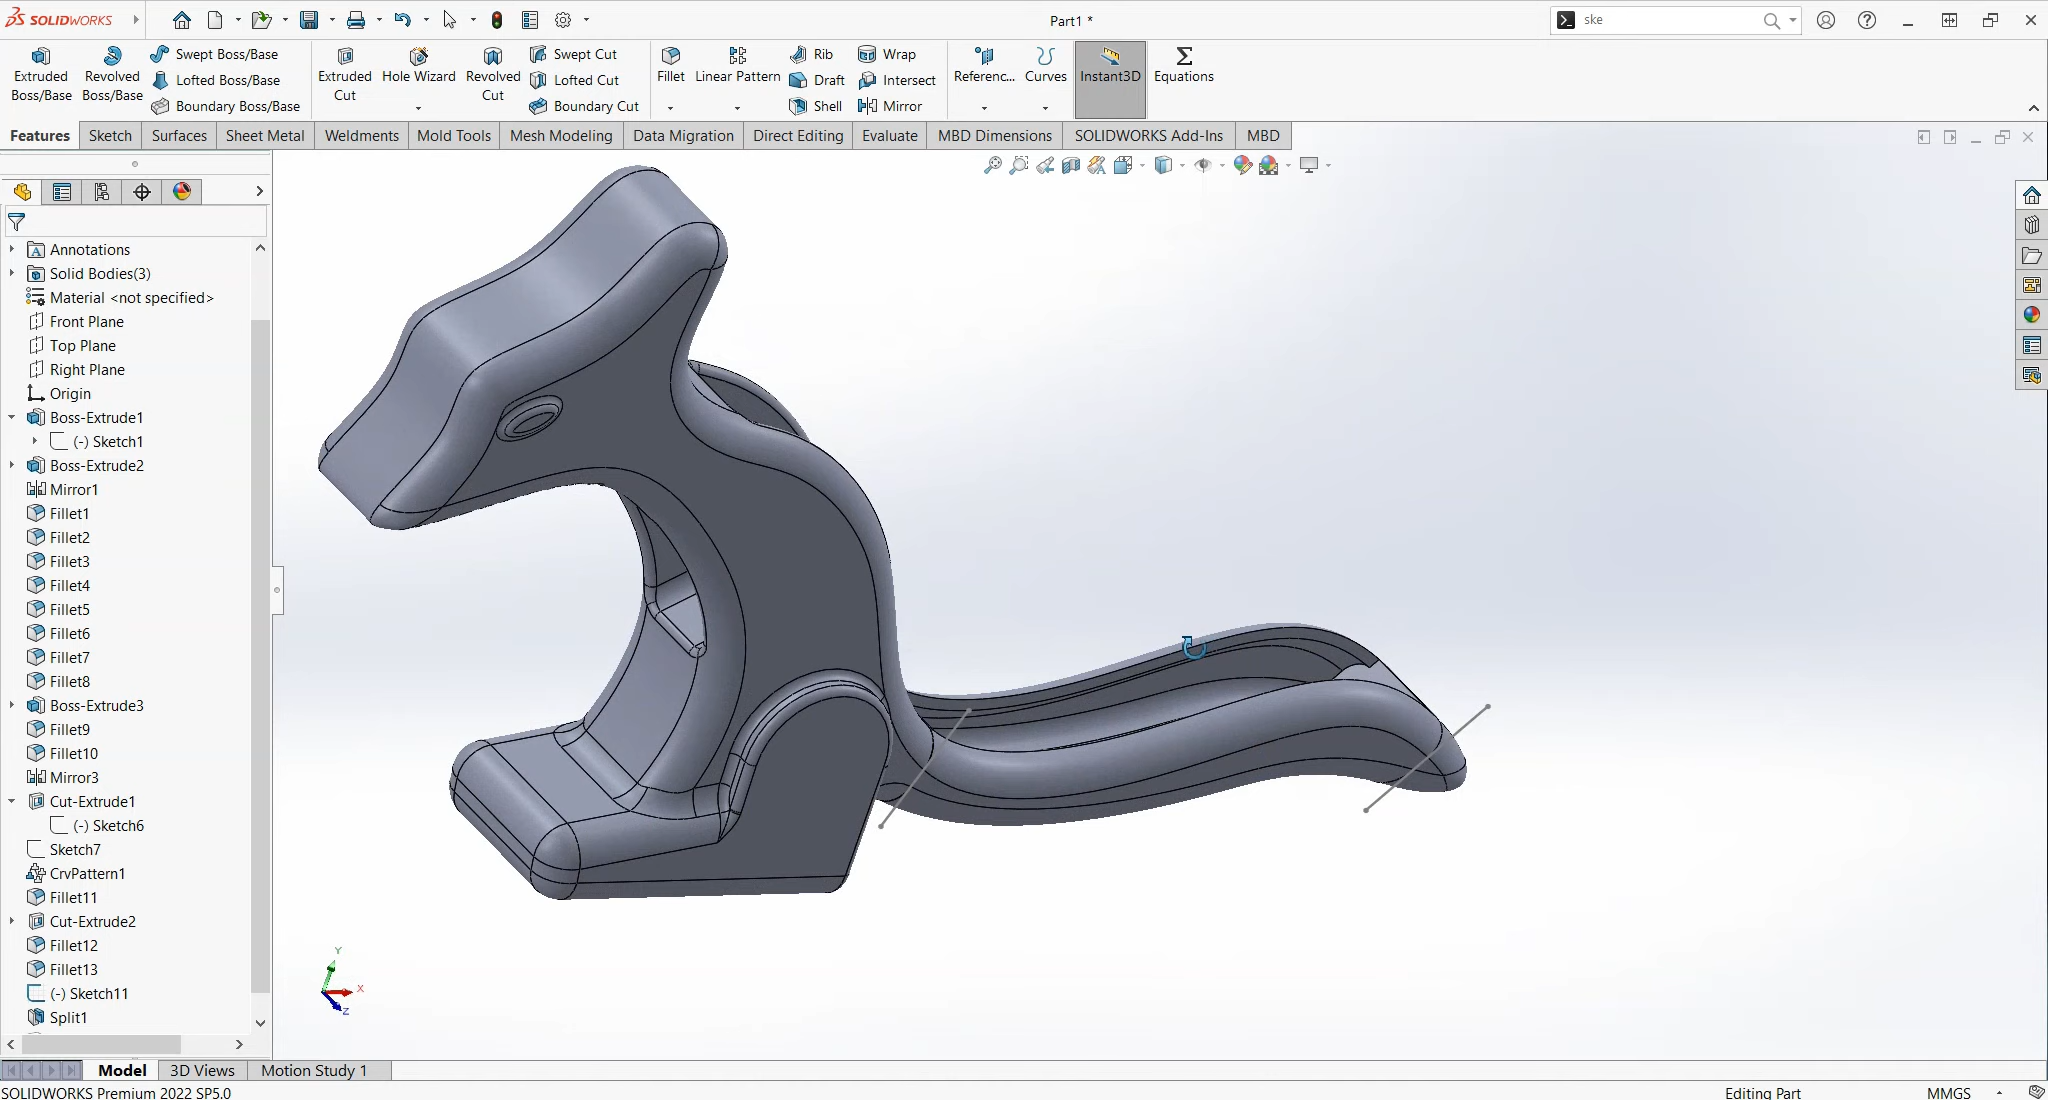 SOLIDWORKS
Part1 *
ske
Extruded Boss/Base
Revolved Boss/Base
Swept Boss/Base
Lofted Boss/Base
Boundary Boss/Base
Extruded Cut
Hole Wizard
Revolved Cut
Swept Cut
Lofted Cut
Boundary Cut
Fillet
Linear Pattern
Rib
Draft
Shell
Wrap
Intersect
Mirror
Referenc...
Curves
Instant3D
Equations
Features
Sketch
Surfaces
Sheet Metal
Weldments
Mold Tools
Mesh Modeling
Data Migration
Direct Editing
Evaluate
MBD Dimensions
SOLIDWORKS Add-Ins
MBD
Annotations
Solid Bodies(3)
Material <not specified>
Front Plane
Top Plane
Right Plane
Origin
Boss-Extrude1
(-) Sketch1
Boss-Extrude2
Mirror1
Fillet1
Fillet2
Fillet3
Fillet4
Fillet5
Fillet6
Fillet7
Fillet8
Boss-Extrude3
Fillet9
Fillet10
Mirror3
Cut-Extrude1
(-) Sketch6
Sketch7
CrvPattern1
Fillet11
Cut-Extrude2
Fillet12
Fillet13
(-) Sketch11
Split1
Y
X
Z
Model
3D Views
Motion Study 1
SOLIDWORKS Premium 2022 SP5.0
Editing Part
MMGS